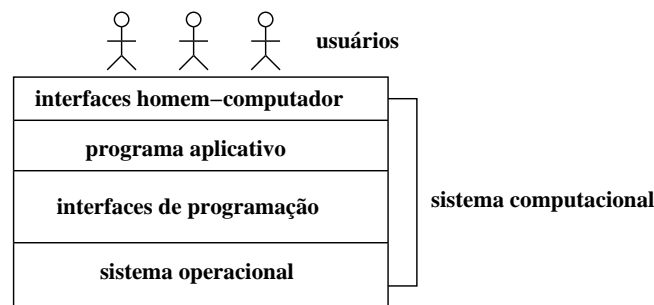 usuários
interfaces homem−computador
programa aplicativo
interfaces de programação
sistema computacional
sistema operacional